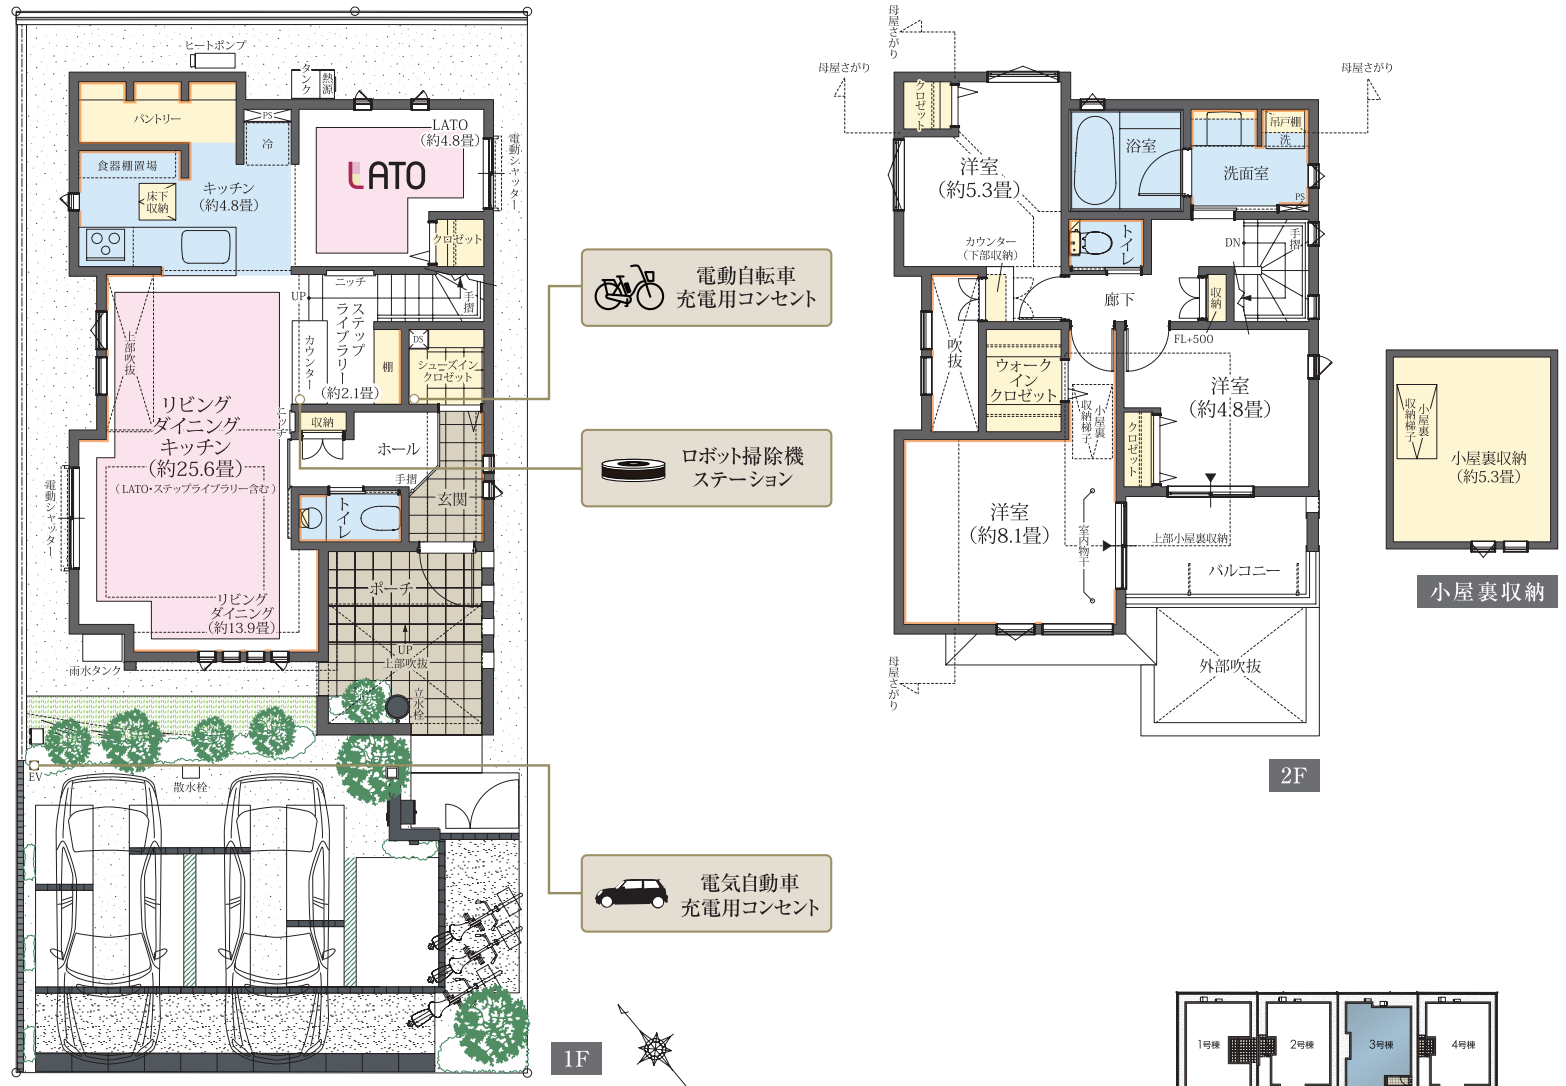 ヒートポンプ
タンク
熱源
パントリー
PS
冷
LATO
(約4.8畳)
LATO
電動シャッター
食器棚置場
床下
収納
キッチン
(約4.8畳)
クロゼット
ニッチ
UP
手摺
ステップ
ライブラリー
(約2.1畳)
カウンター
棚
DS
シューズイン
クロゼット
上部吹抜
リビング
ダイニング
キッチン
(約25.6畳)
(LATO・ステップライブラリー含む)
ニッチ
収納
ホール
手摺
玄関
トイレ
電動シャッター
リビング
ダイニング
(約13.9畳)
ポーチ
UP
上部吹抜
立水栓
雨水タンク
EV
散水栓
1F
電動自転車
充電用コンセント
ロボット掃除機
ステーション
電気自動車
充電用コンセント
母屋さがり
母屋さがり
母屋さがり
クロゼット
洋室
(約5.3畳)
浴室
吊戸棚
洗
洗面室
PS
カウンター
(下部収納)
トイレ
DN
手摺
廊下
収納
FL+500
吹抜
ウォーク
イン
クロゼット
小屋裏
収納梯子
洋室
(約4.8畳)
クロゼット
洋室
(約8.1畳)
室内物干
上部小屋裏収納
バルコニー
母屋さがり
外部吹抜
2F
小屋裏
収納梯子
小屋裏収納
(約5.3畳)
小屋裏収納
1号棟
2号棟
3号棟
4号棟